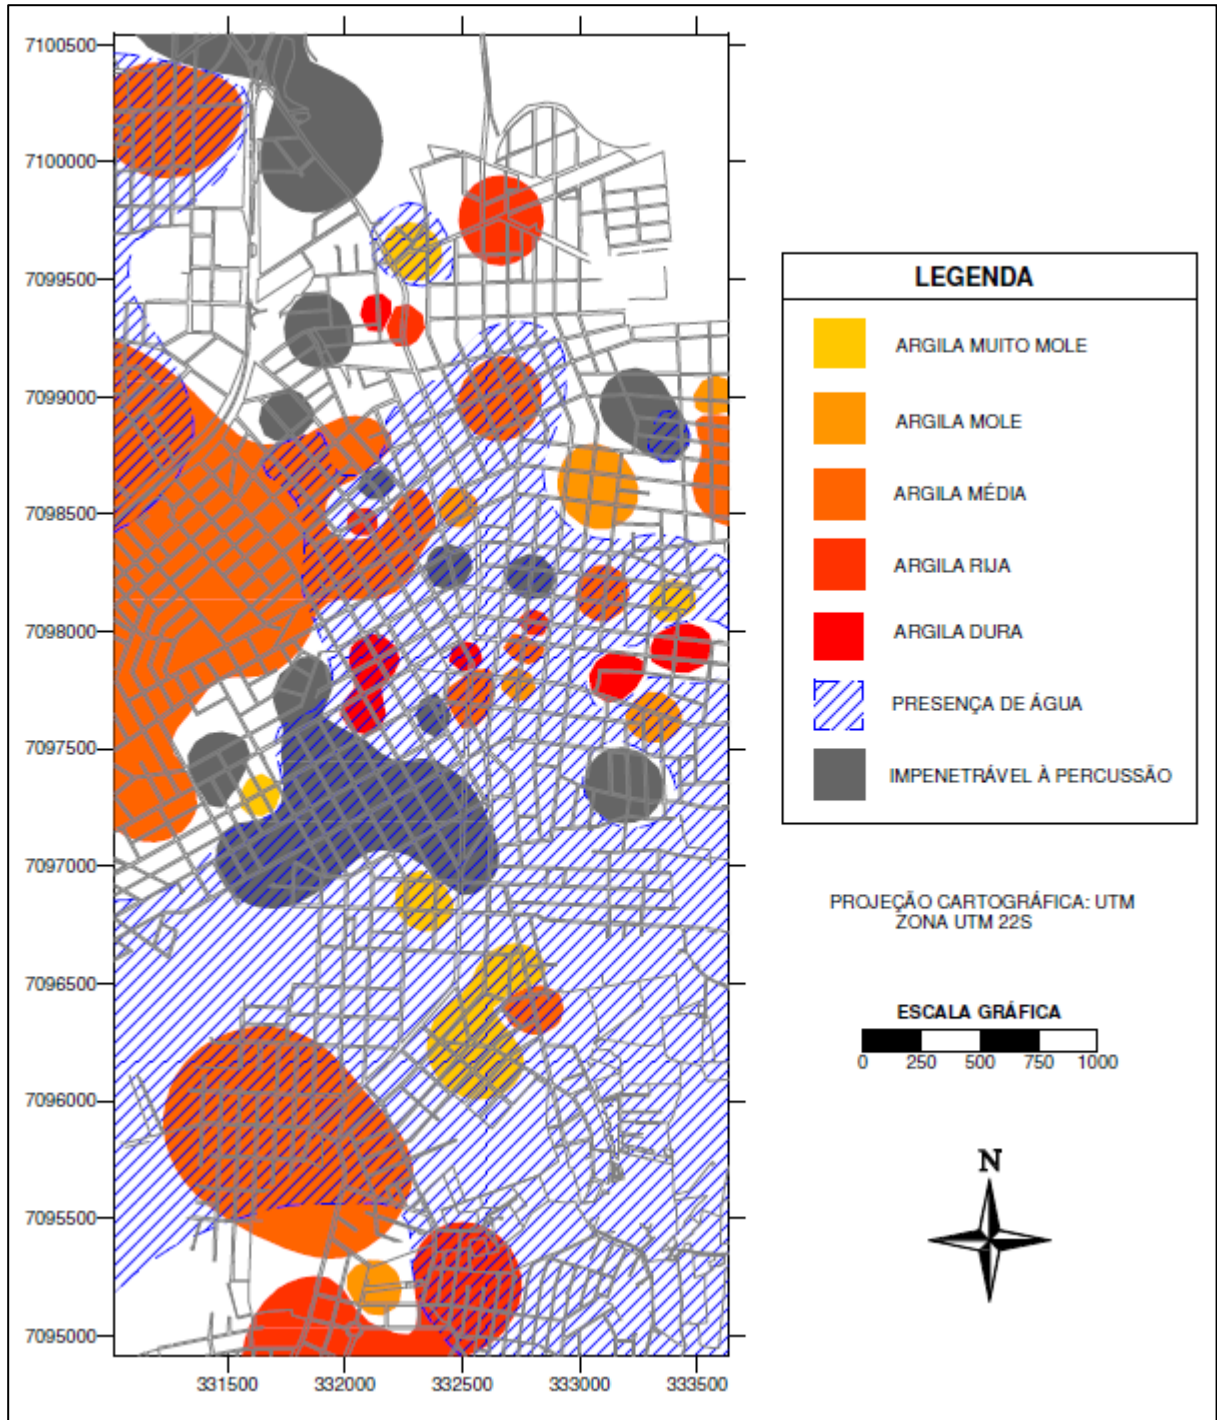 7100500
7100000
7099500
7099000
7098500
7098000
7097500
7097000
7096500
7096000
7095500
7095000
331500
332000
332500
333000
333500
LEGENDA
ARGILA MUITO MOLE
ARGILA MOLE
ARGILA MÉDIA
ARGILA RIJA
ARGILA DURA
PRESENÇA DE ÁGUA
IMPENETRÁVEL À PERCUSSÃO
PROJEÇÃO CARTOGRÁFICA: UTM
ZONA UTM 22S
ESCALA GRÁFICA
0 250 500 750 1000
N